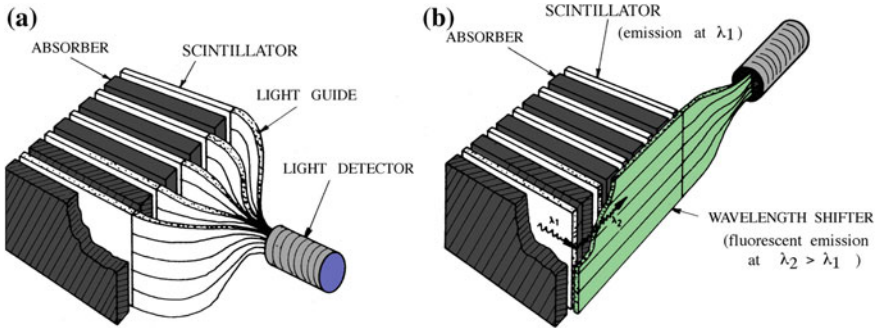 (a)
ABSORBER
SCINTILLATOR
LIGHT GUIDE
LIGHT DETECTOR
(b)
SCINTILLATOR
(emission at λ1)
ABSORBER
λ1
λ2
WAVELENGTH SHIFTER
(fluorescent emission
at λ2 > λ1 )